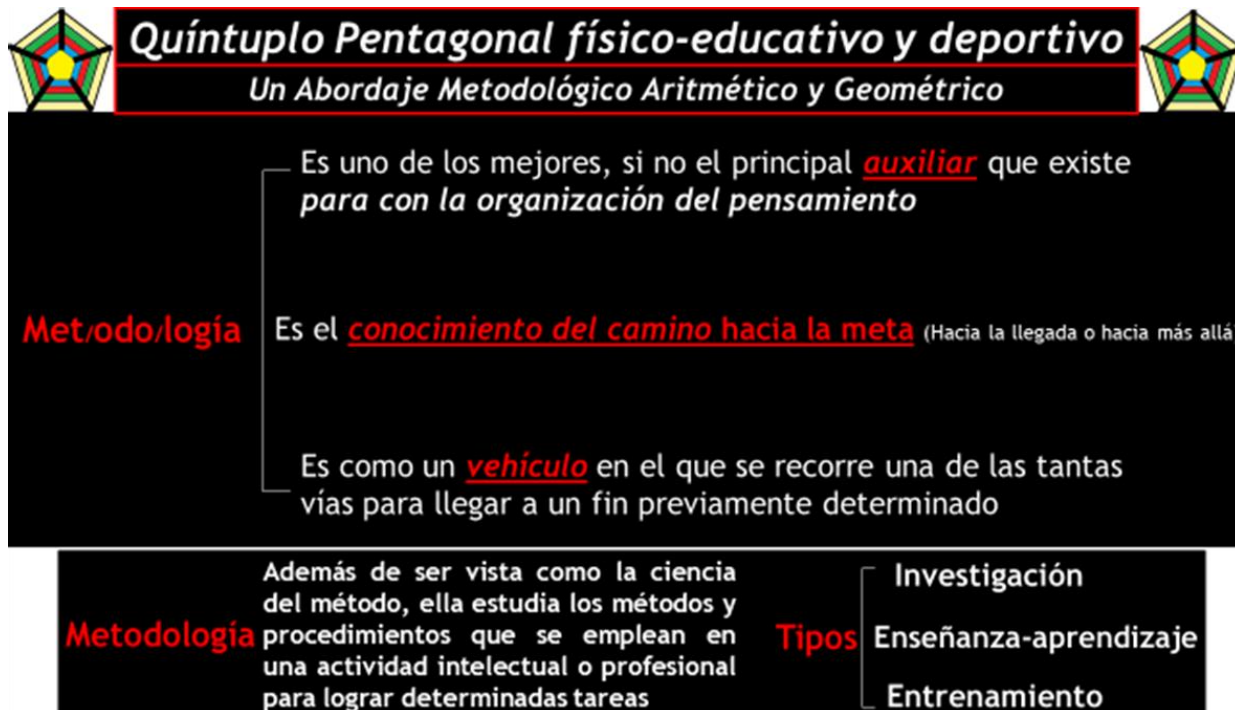 Quíntuplo Pentagonal físico-educativo y deportivo
Un Abordaje Metodológico Aritmético y Geométrico
Es uno de los mejores, si no el principal auxiliar que existe
para con la organización del pensamiento
Met/odo/logía
Es el conocimiento del camino hacia la meta (Hacia la llegada o hacia más allá)
Es como un vehículo en el que se recorre una de las tantas
vías para llegar a un fin previamente determinado
Metodología
Además de ser vista como la ciencia
del método, ella estudia los métodos y
procedimientos que se emplean en
una actividad intelectual o profesional
para lograr determinadas tareas
Tipos
Investigación
Enseñanza-aprendizaje
Entrenamiento